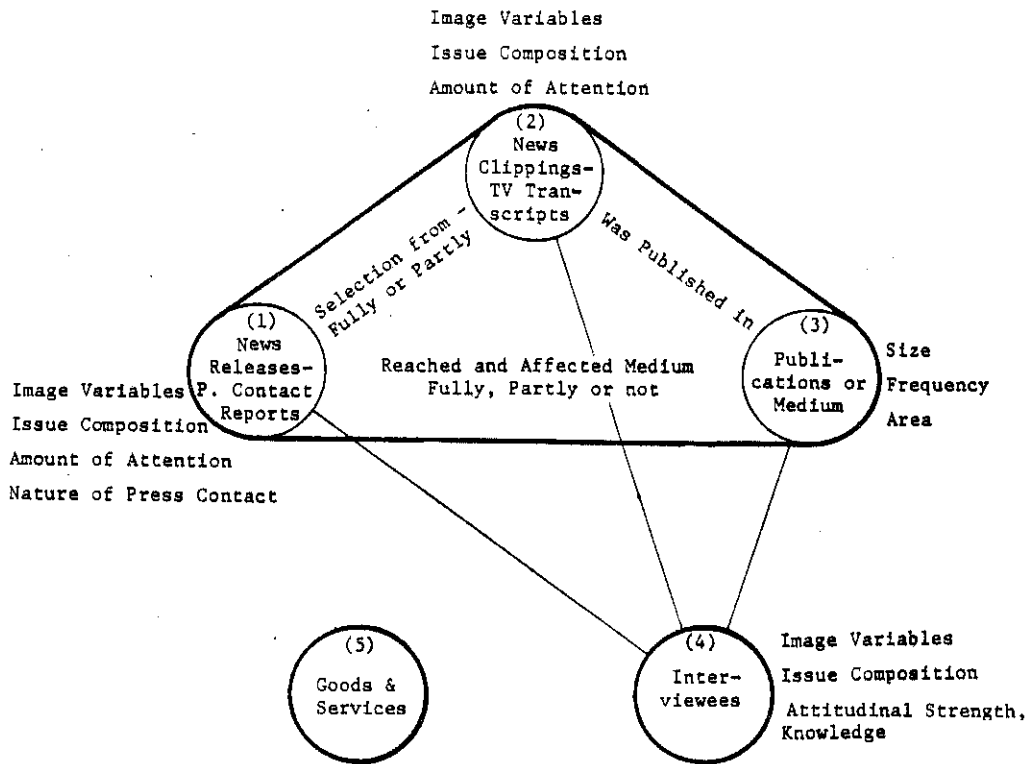 Image Variables
Issue Composition
Amount of Attention
(2)
News
Clippings-
TV Tran-
scripts
Selection from -
Fully or Partly
Was Published in
(1)
News
Releases-
P. Contact
Reports
Image Variables
Issue Composition
Amount of Attention
Nature of Press Contact
Reached and Affected Medium
Fully, Partly or not
(3)
Publi-
cations or
Medium
Size
Frequency
Area
(5)
Goods &
Services
(4)
Inter-
viewees
Image Variables
Issue Composition
Attitudinal Strength,
Knowledge